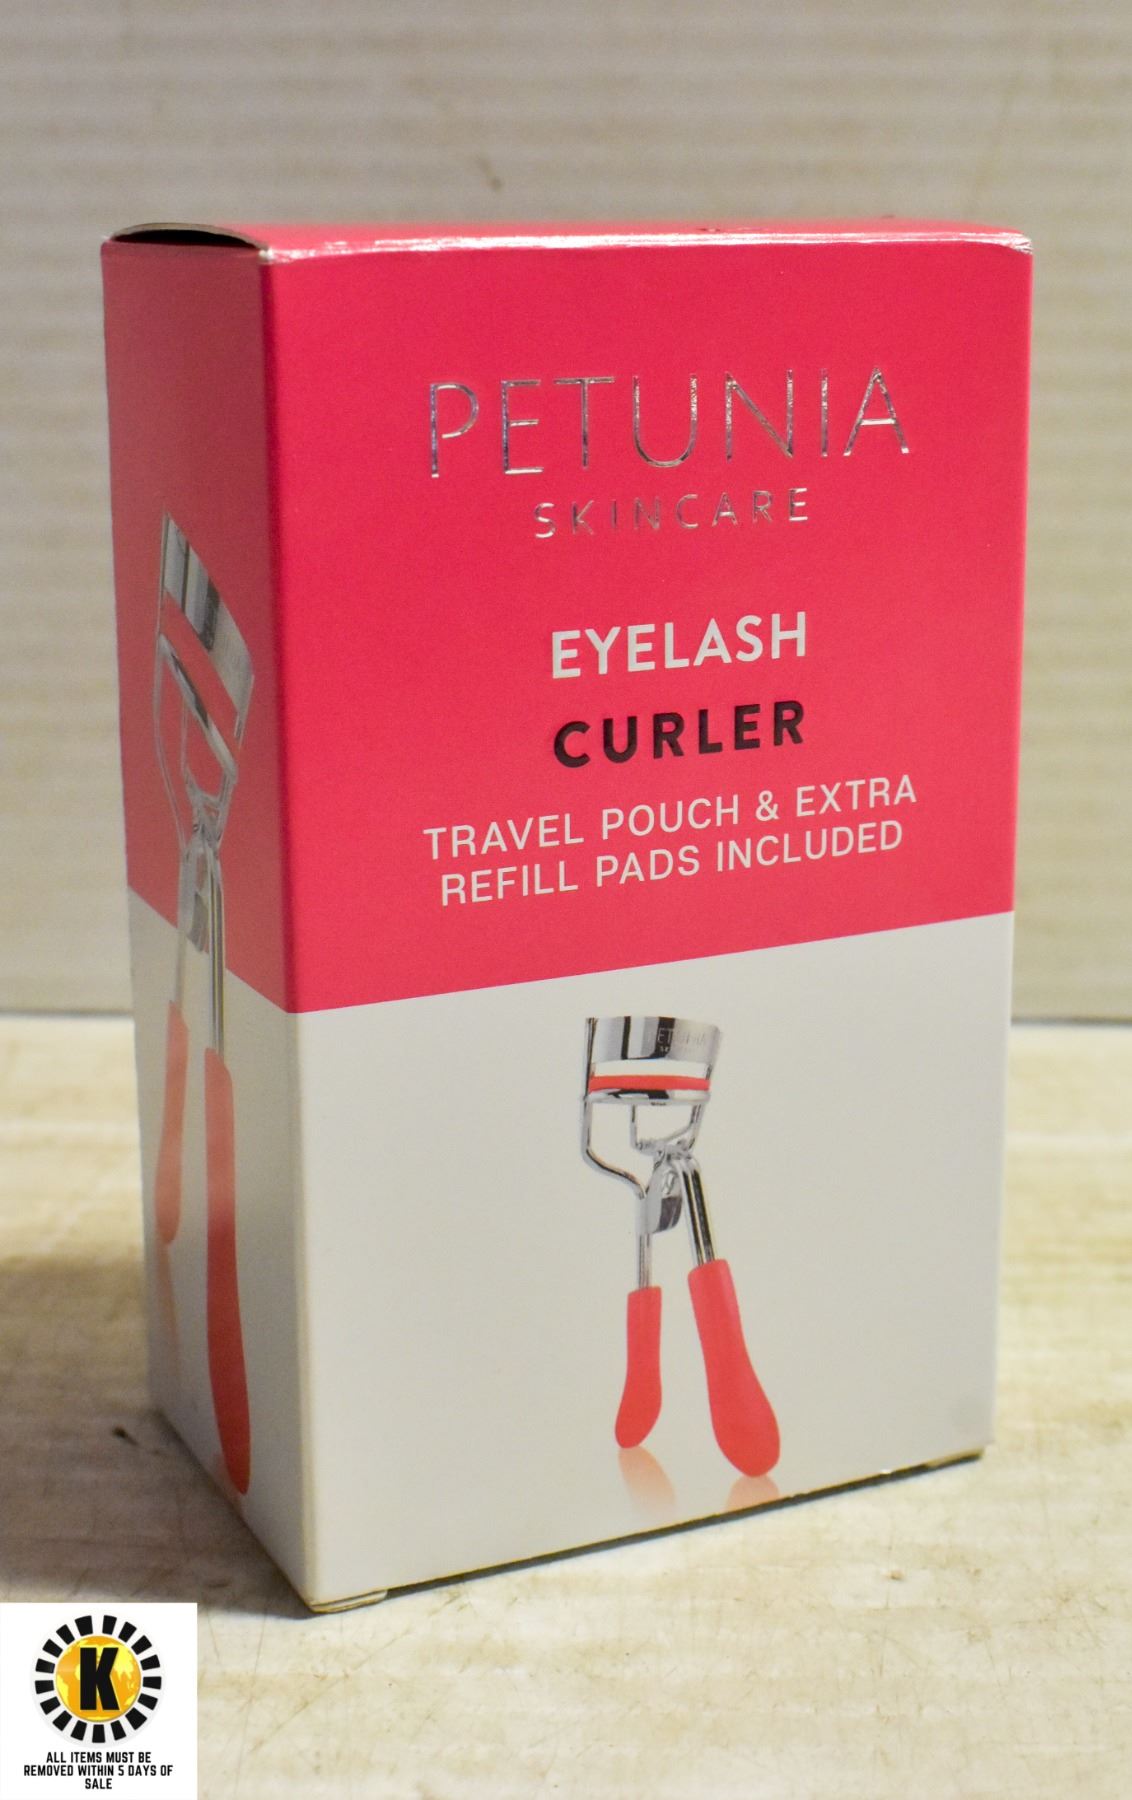 PETUNIA
SKINCARE
EYELASH
CURLER
TRAVEL POUCH & EXTRA
REFILL PADS INCLUDED
PETUNIA
K
ALL ITEMS MUST BE
REMOVED WITHIN 5 DAYS OF
SALE